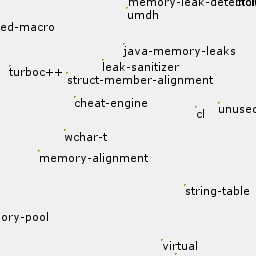 memory-leak-detector
umdh
ed-macro
java-memory-leaks
leak-sanitizer
turboc++
struct-member-alignment
cheat-engine
cl
unused
wchar-t
memory-alignment
string-table
ory-pool
virtual